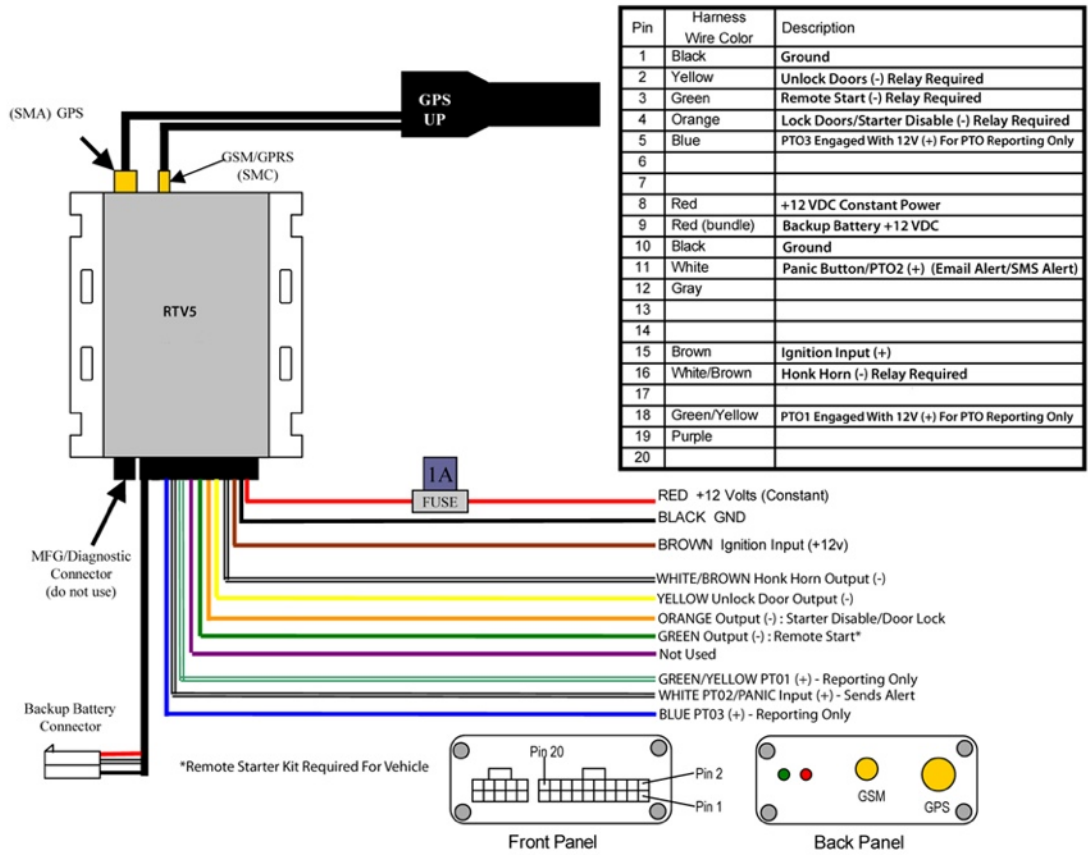 Pin Harness Wire Color Description
1 Black Ground
2 Yellow Unlock Doors (-) Relay Required
3 Green Remote Start (-) Relay Required
4 Orange Lock Doors/Starter Disable (-) Relay Required
5 Blue PTO3 Engaged With 12V (+) For PTO Reporting Only
6
7
8 Red +12 VDC Constant Power
9 Red (bundle) Backup Battery +12 VDC
10 Black Ground
11 White Panic Button/PTO2 (+) (Email Alert/SMS Alert)
12 Gray
13
14
15 Brown Ignition Input (+)
16 White/Brown Honk Horn (-) Relay Required
17
18 Green/Yellow PTO1 Engaged With 12V (+) For PTO Reporting Only
19 Purple
20
GPS
UP
(SMA) GPS
GSM/GPRS
(SMC)
RTV5
1A
FUSE
RED +12 Volts (Constant)
BLACK GND
BROWN Ignition Input (+12v)
WHITE/BROWN Honk Horn Output (-)
YELLOW Unlock Door Output (-)
ORANGE Output (-) : Starter Disable/Door Lock
GREEN Output (-) : Remote Start*
Not Used
GREEN/YELLOW PT01 (+) - Reporting Only
WHITE PT02/PANIC Input (+) - Sends Alert
BLUE PT03 (+) - Reporting Only
MFG/Diagnostic
Connector
(do not use)
Backup Battery
Connector
*Remote Starter Kit Required For Vehicle
Pin 20
Pin 2
Pin 1
Front Panel
GSM
GPS
Back Panel